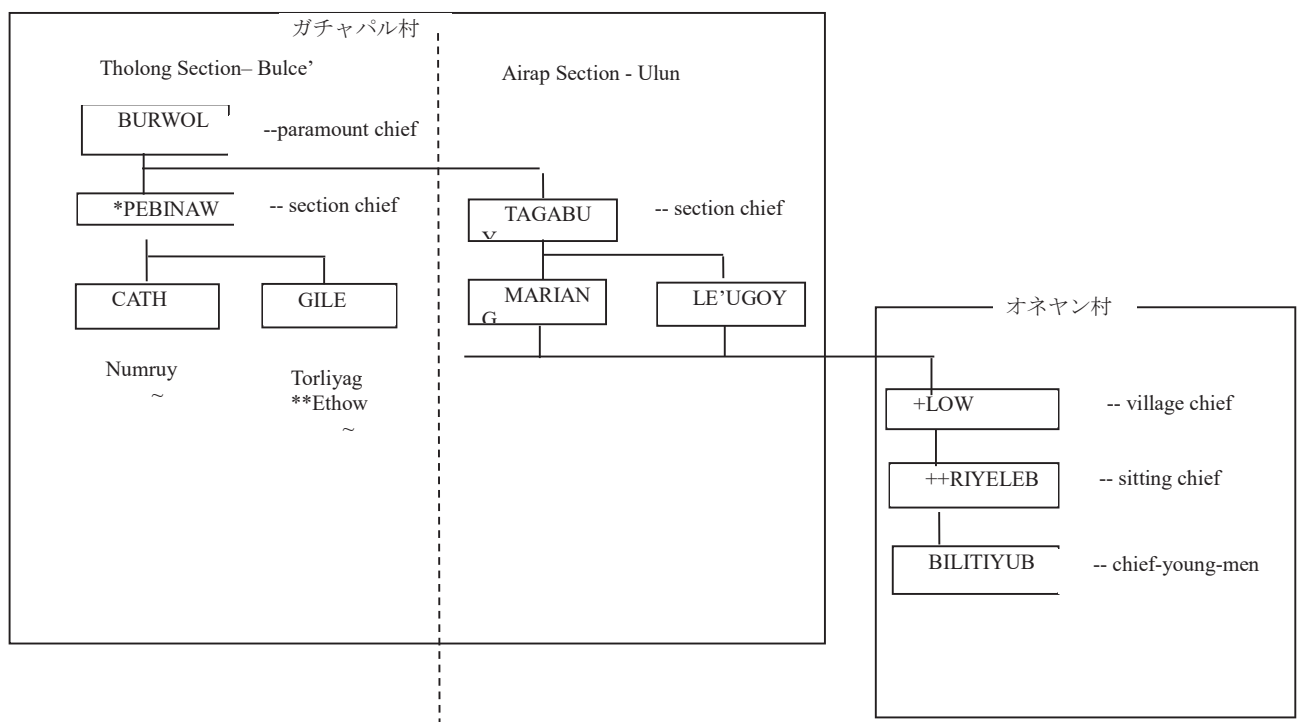 ガチャパル村
Tholong Section– Bulce’
Airap Section - Ulun
BURWOL
--paramount chief
*PEBINAW
-- section chief
TAGABU
Y
-- section chief
CATH
GILE
MARIAN
G
LE’UGOY
オネヤン村
Numruy
~
Torliyag
**Ethow
~
+LOW
-- village chief
++RIYELEB
-- sitting chief
BILITIYUB
-- chief-young-men